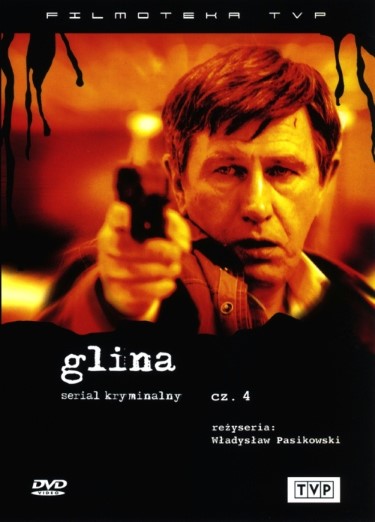 FILMOTEKA TVP
glina
serial kryminalny cz. 4
reżyseria:
Władysław Pasikowski
DVD
VIDEO
TVP